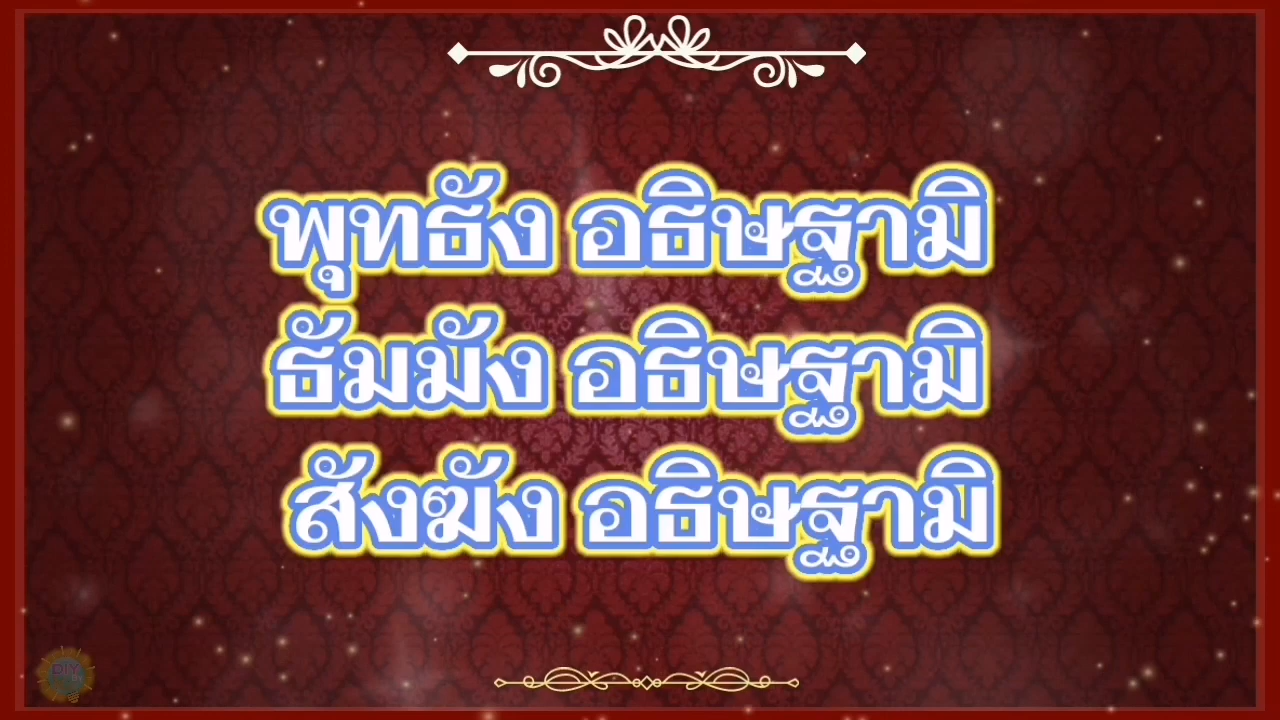 พุทธัง อธิษฐามิ
ธัมมัง อธิษฐามิ
สังฆัง อธิษฐามิ
DIY